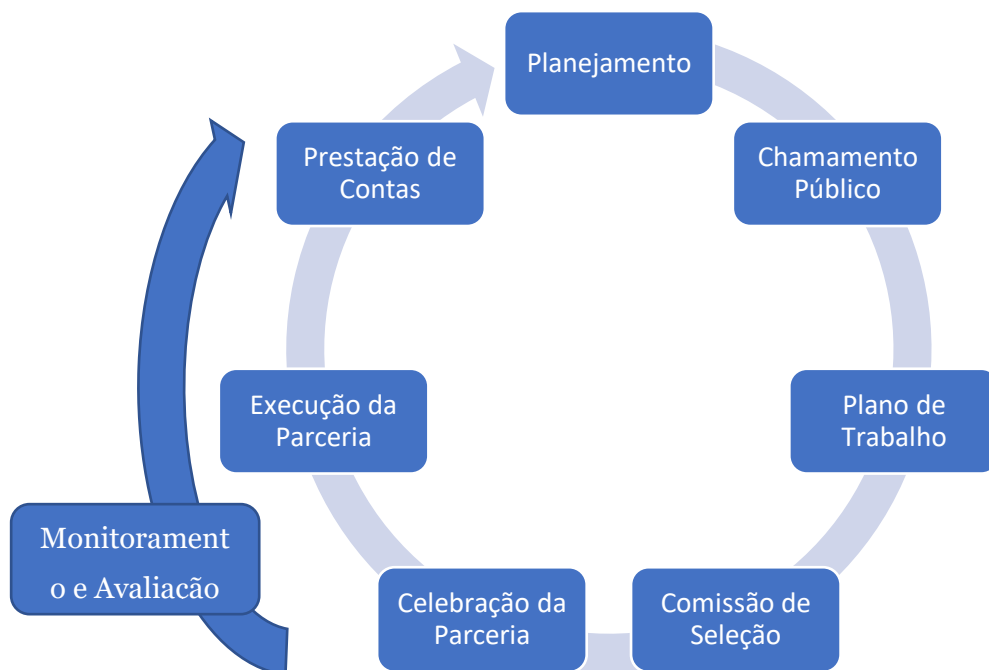 Planejamento
Chamamento
Público
Plano de
Trabalho
Comissão de
Seleção
Celebração da
Parceria
Execução da
Parceria
Prestação de
Contas
Monitorament
o e Avaliacão